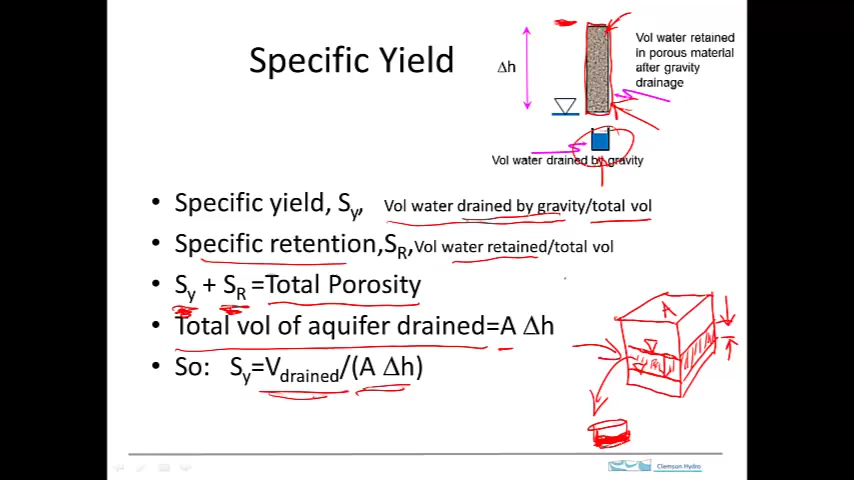 Specific Yield
Δh
Vol water retained
in porous material
after gravity
drainage
Vol water drained by gravity
• Specific yield, Sy, Vol water drained by gravity/total vol
• Specific retention,SR, Vol water retained/total vol
• Sy + SR =Total Porosity
• Total vol of aquifer drained=A Δh
• So: Sy=Vdrained/(A Δh)
A
Clemson Hydro